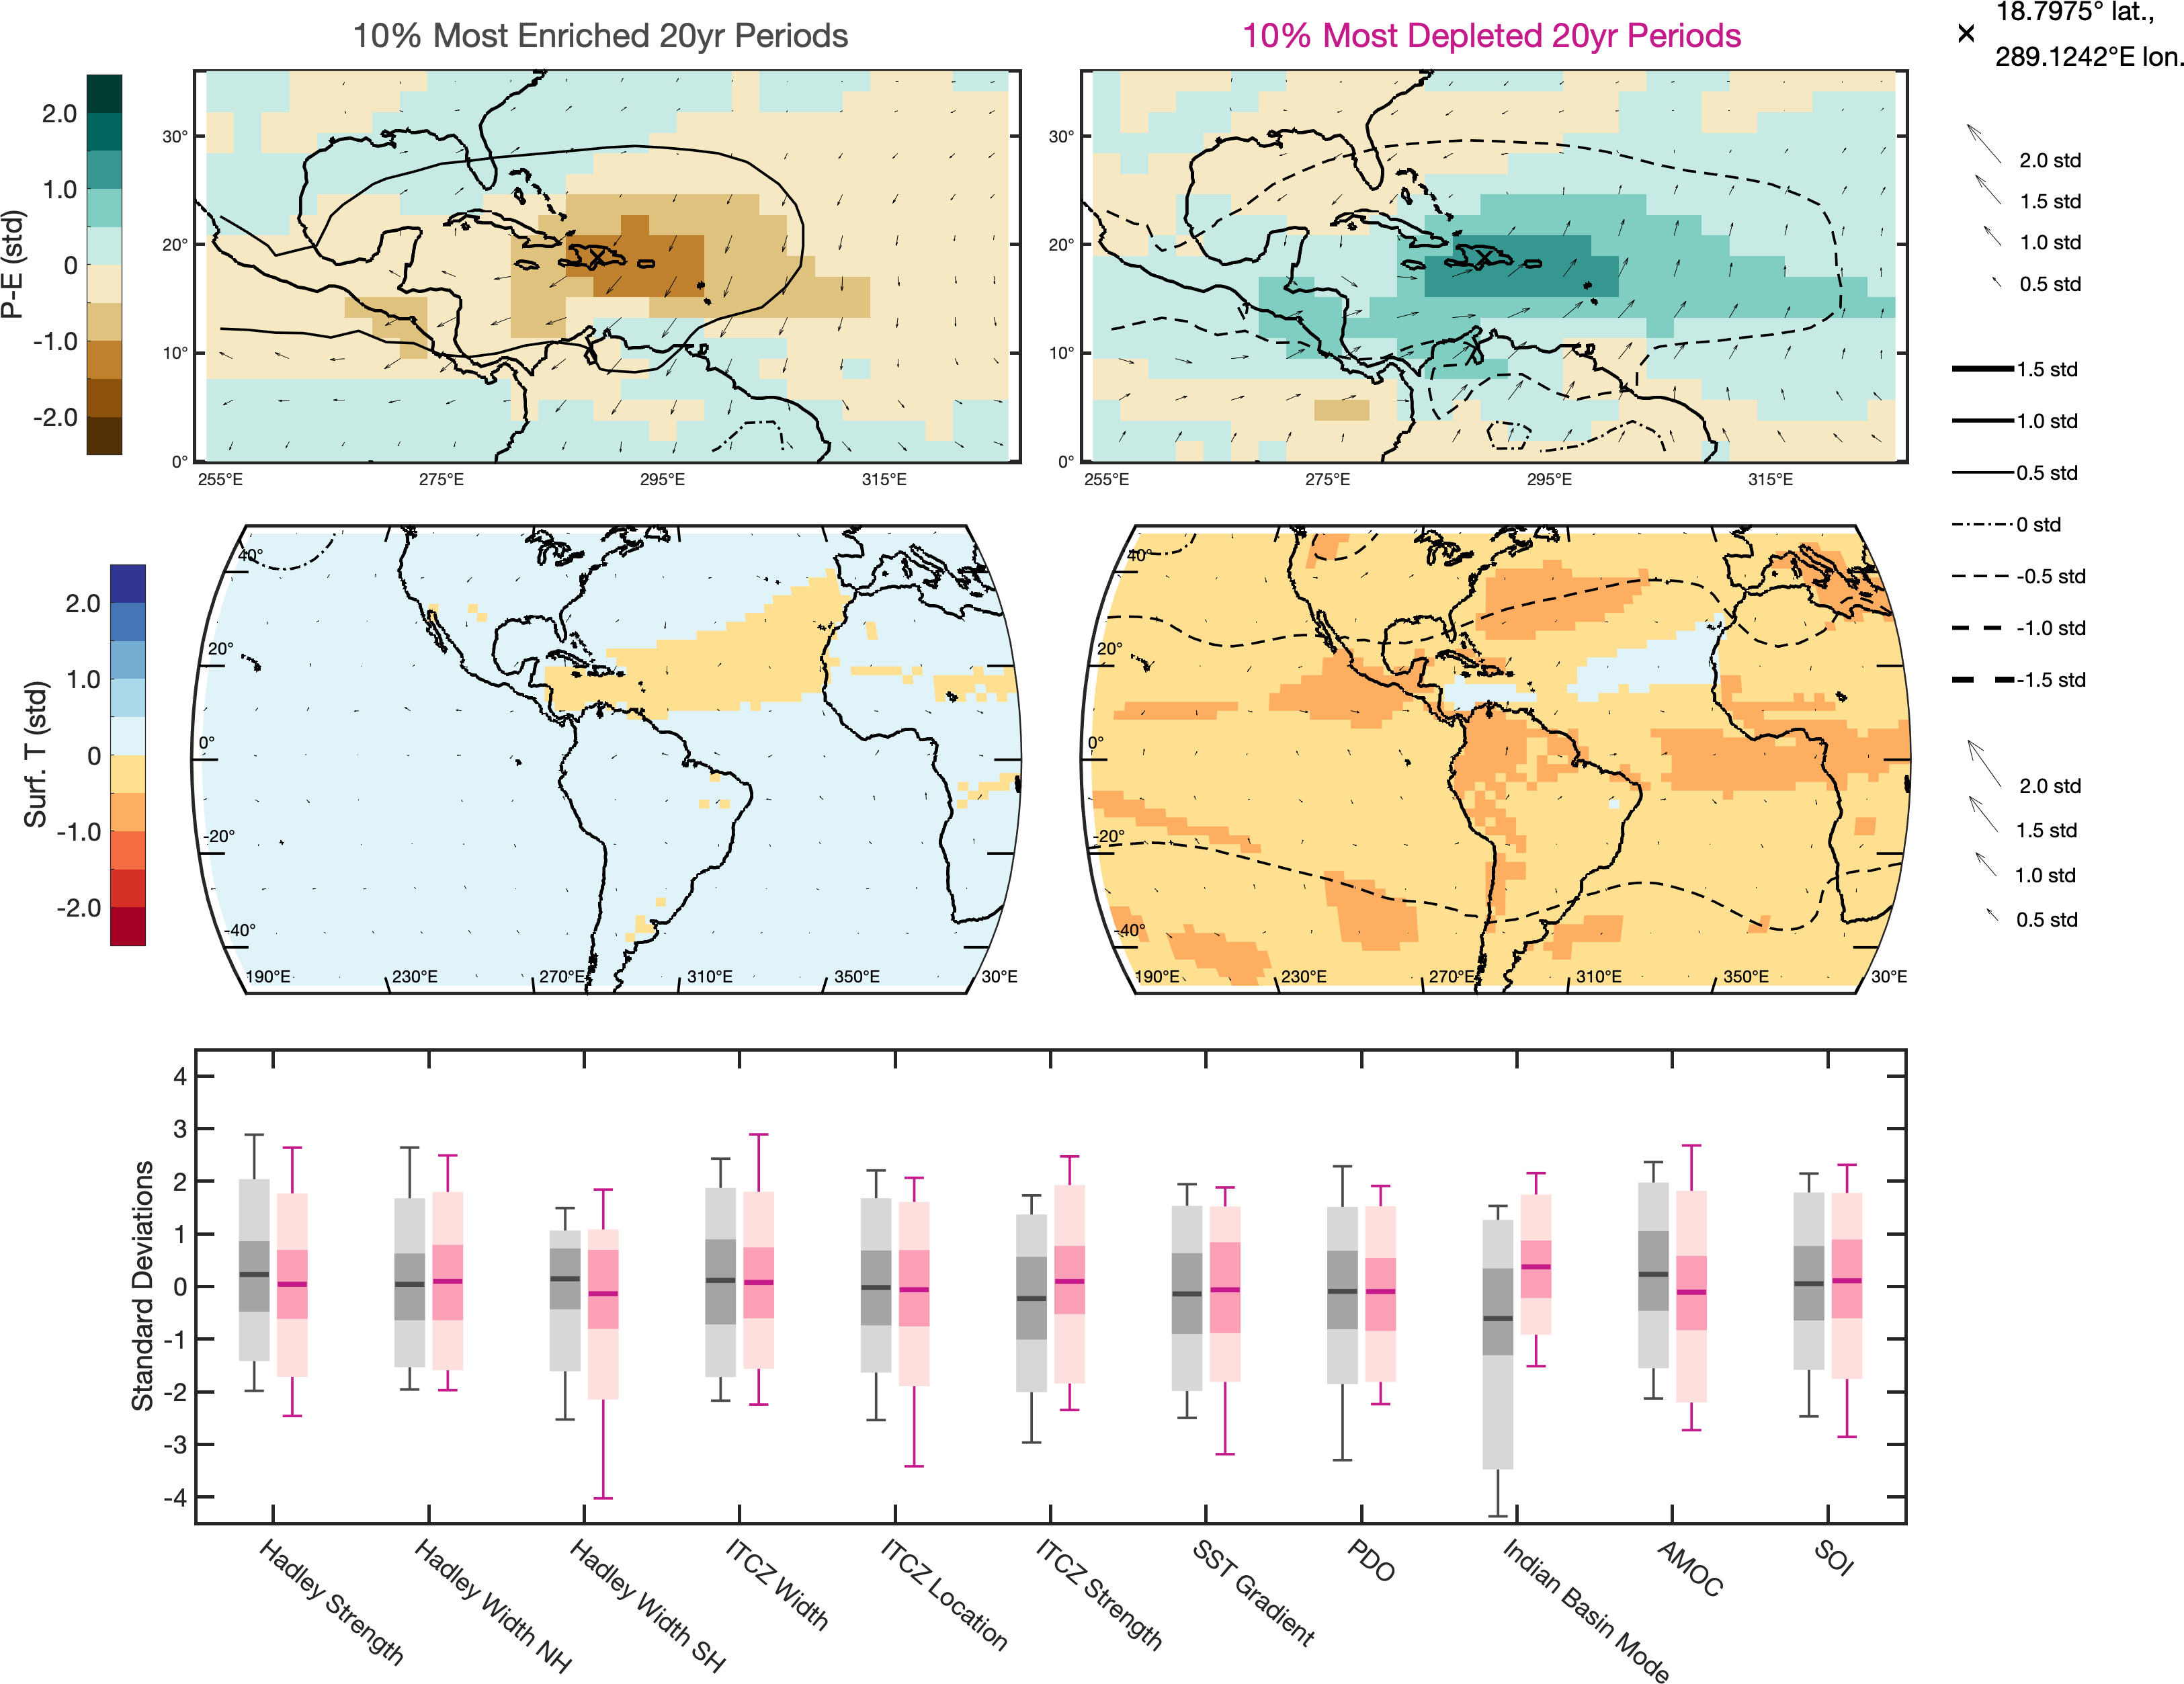 10% Most Enriched 20yr Periods
10% Most Depleted 20yr Periods
18.7975° lat.,
289.1242°E lon.
P-E (std)
2.0
1.0
0
-1.0
-2.0
30°
20°
10°
0°
255°E
275°E
295°E
315°E
30°
20°
10°
0°
255°E
275°E
295°E
315°E
2.0 std
1.5 std
1.0 std
0.5 std
1.5 std
1.0 std
0.5 std
0 std
-0.5 std
-1.0 std
-1.5 std
2.0 std
1.5 std
1.0 std
0.5 std
Surf. T (std)
2.0
1.0
0
-1.0
-2.0
40°
20°
0°
-20°
-40°
190°E
230°E
270°E
310°E
350°E
30°E
40°
20°
0°
-20°
-40°
190°E
230°E
270°E
310°E
350°E
30°E
Standard Deviations
4
3
2
1
0
-1
-2
-3
-4
Hadley Strength
Hadley Width NH
Hadley Width SH
ITCZ Width
ITCZ Location
ITCZ Strength
SST Gradient
PDO
Indian Basin Mode
AMOC
SOI